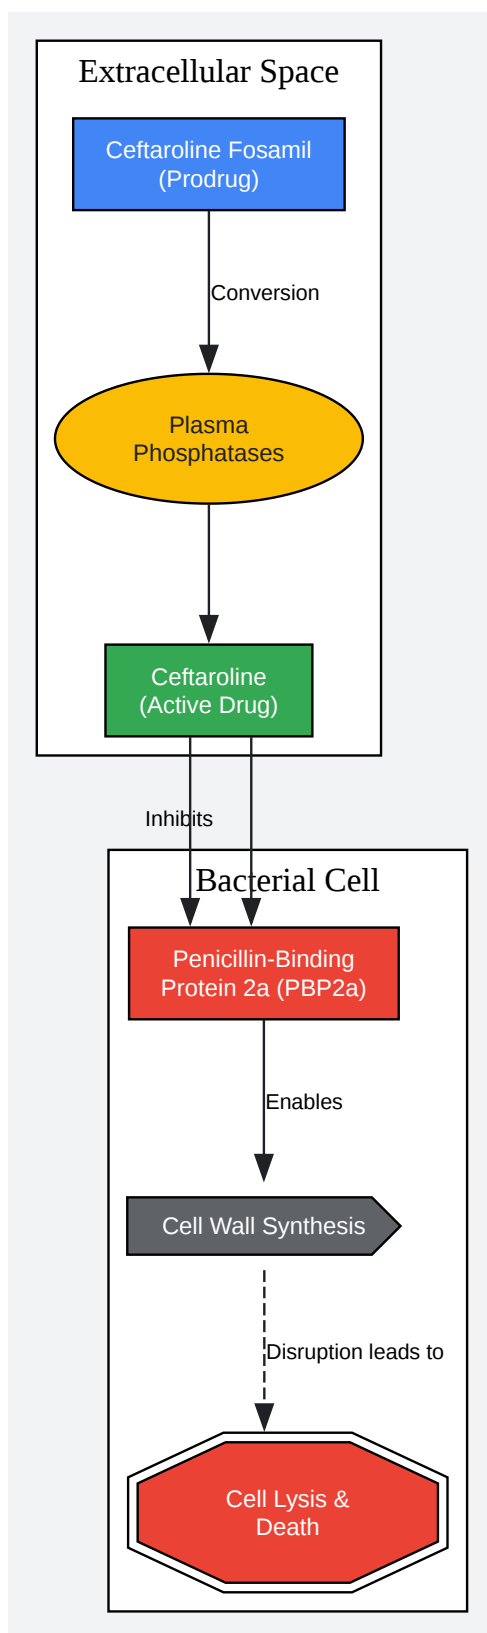 Extracellular Space
Ceftaroline Fosamil
(Prodrug)
Conversion
Plasma
Phosphatases
Ceftaroline
(Active Drug)
Inhibits
Bacterial Cell
Penicillin-Binding
Protein 2a (PBP2a)
Enables
Cell Wall Synthesis
Disruption leads to
Cell Lysis &
Death